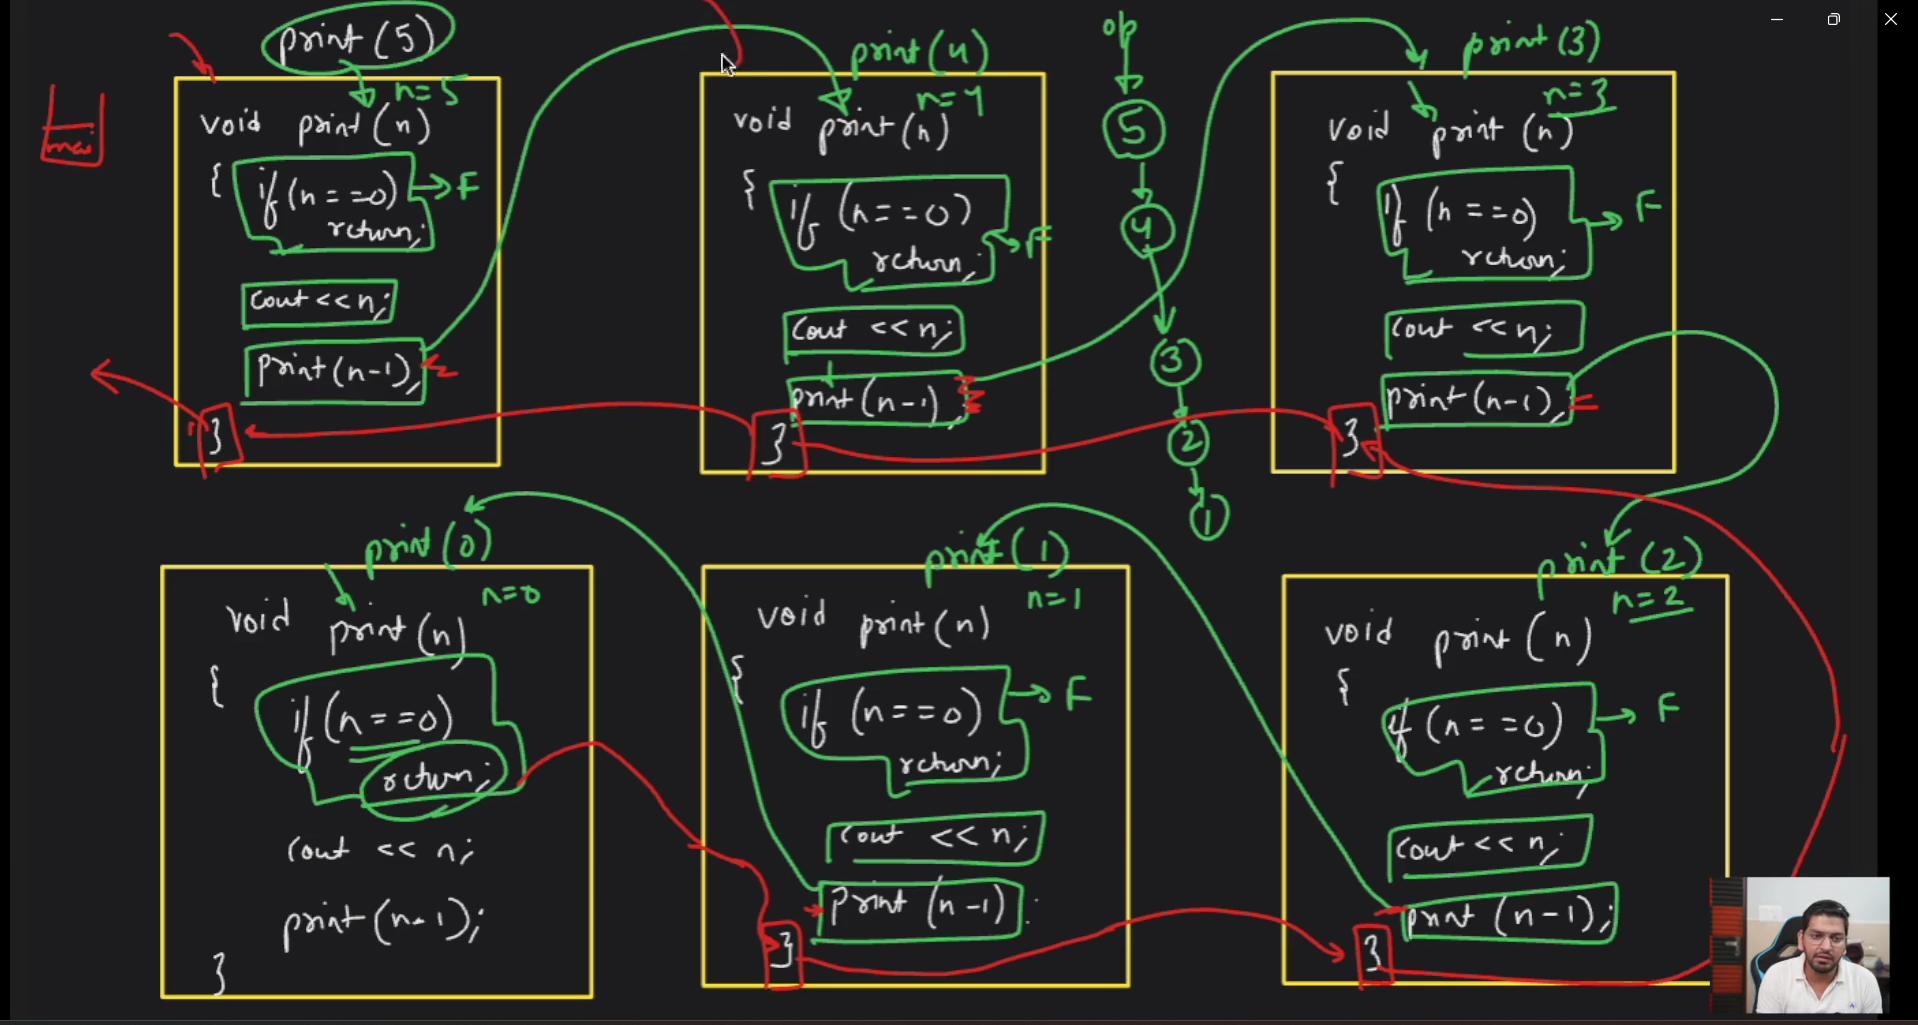 print (5)
n=5
void print (n)
{ if (n==0) → F
return;
cout <<n;
print (n-1);
}
print (4)
n=4
void print (n)
{ if (n==0)
return; → F
cout <<n;
print (n-1);
}
op
5
4
3
2
1
print (3)
n=3
void print (n)
{ if (n==0) → F
return;
cout <<n;
print (n-1);
}
print (0)
n=0
void print (n)
{
if (n==0)
return;
cout << n;
print (n-1);
}
print (1)
n=1
void print (n)
{
if (n==0) → F
return;
cout << n;
print (n-1);
}
print (2)
n=2
void print (n)
{
if (n==0) → F
return;
cout << n;
print (n-1);
}